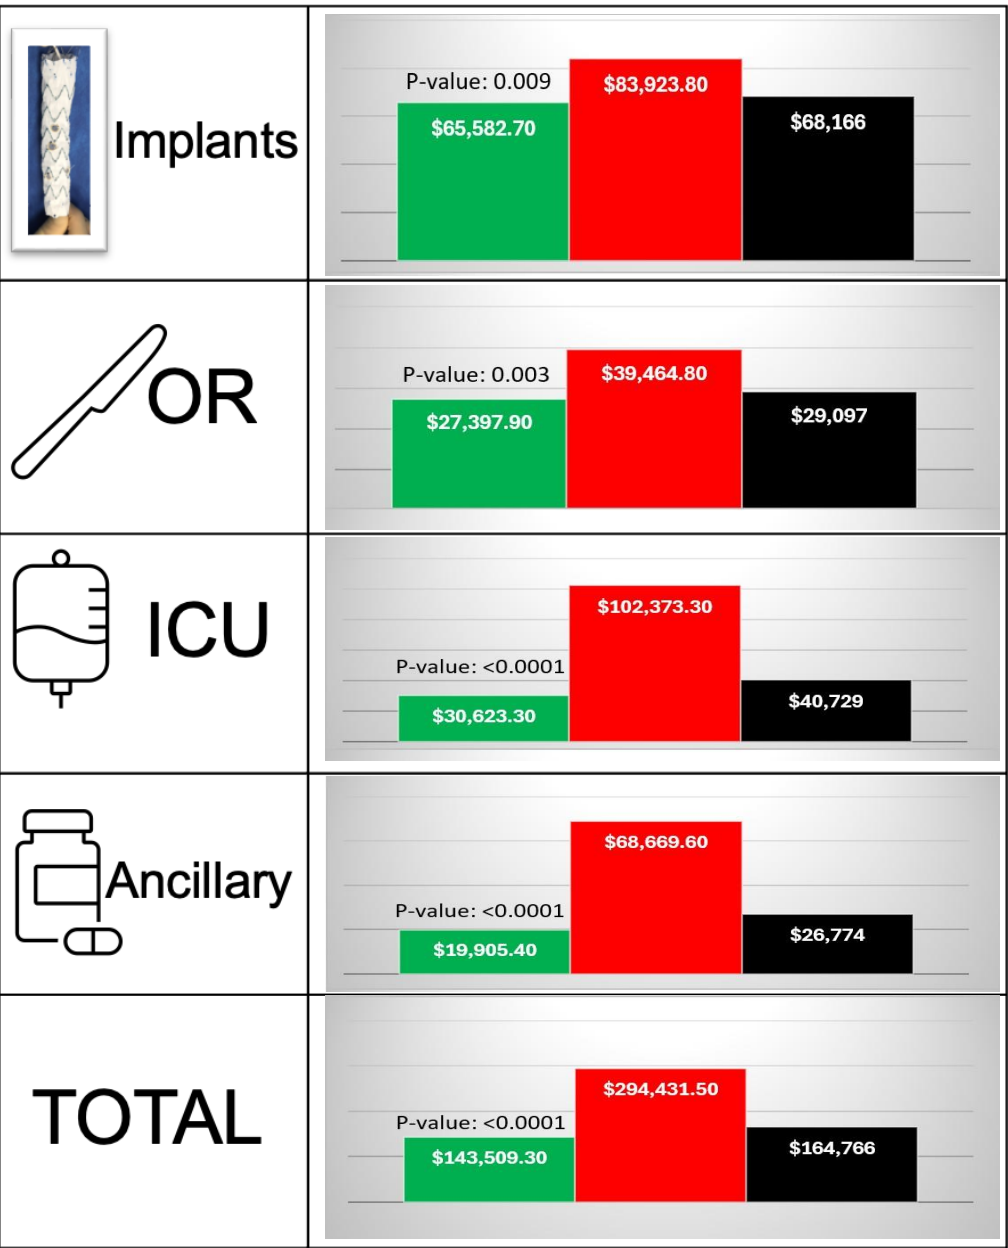 Implants
P-value: 0.009
$65,582.70
$83,923.80
$68,166
OR
P-value: 0.003
$27,397.90
$39,464.80
$29,097
ICU
P-value: <0.0001
$30,623.30
$102,373.30
$40,729
Ancillary
P-value: <0.0001
$19,905.40
$68,669.60
$26,774
TOTAL
P-value: <0.0001
$143,509.30
$294,431.50
$164,766